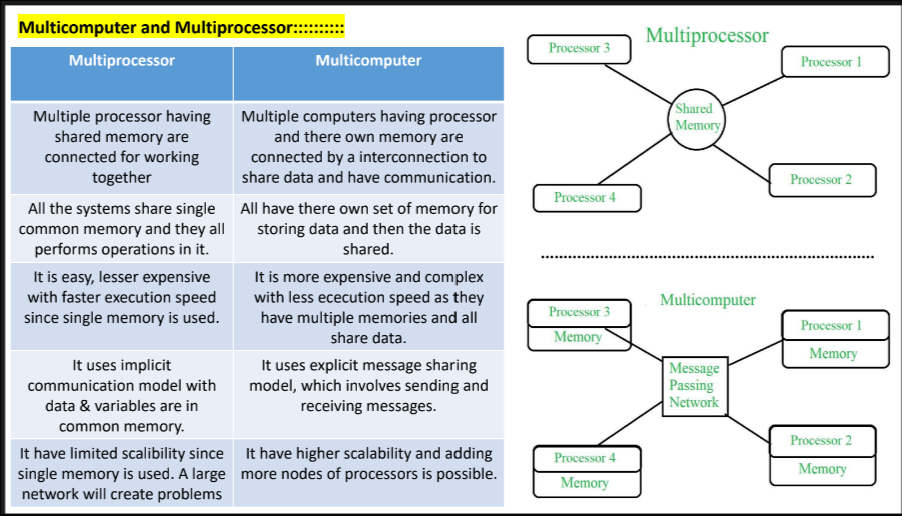 Multicomputer and Multiprocessor::::::::::
Multiprocessor
Multicomputer
Multiple processor having
shared memory are
connected for working
together
Multiple computers having processor
and there own memory are
connected by a interconnection to
share data and have communication.
All the systems share single
common memory and they all
performs operations in it.
All have there own set of memory for
storing data and then the data is
shared.
It is easy, lesser expensive
with faster execution speed
since single memory is used.
It is more expensive and complex
with less ececution speed as they
have multiple memories and all
share data.
It uses implicit
communication model with
data & variables are in
common memory.
It uses explicit message sharing
model, which involves sending and
receiving messages.
It have limited scalibility since
single memory is used. A large
network will create problems
It have higher scalability and adding
more nodes of processors is possible.
Multiprocessor
Processor 3
Processor 1
Shared
Memory
Processor 4
Processor 2
Multicomputer
Processor 3
Memory
Processor 1
Memory
Message
Passing
Network
Processor 4
Memory
Processor 2
Memory